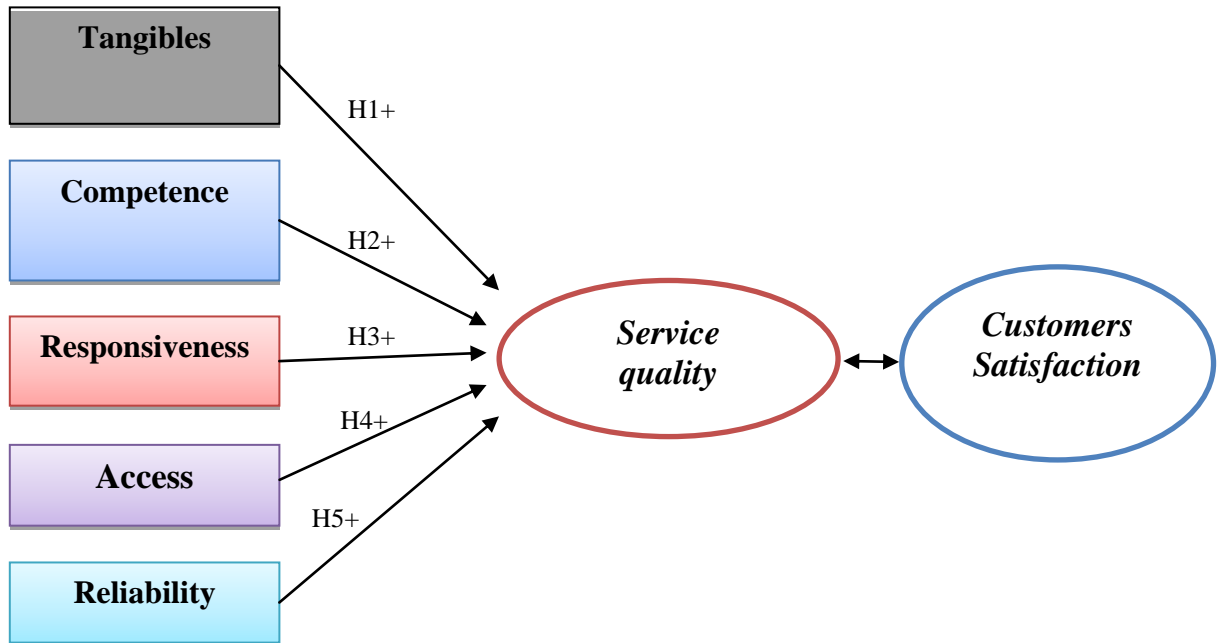 Tangibles
H1+
Competence
H2+
Responsiveness
H3+
Access
H4+
Reliability
H5+
Service
quality
Customers
Satisfaction